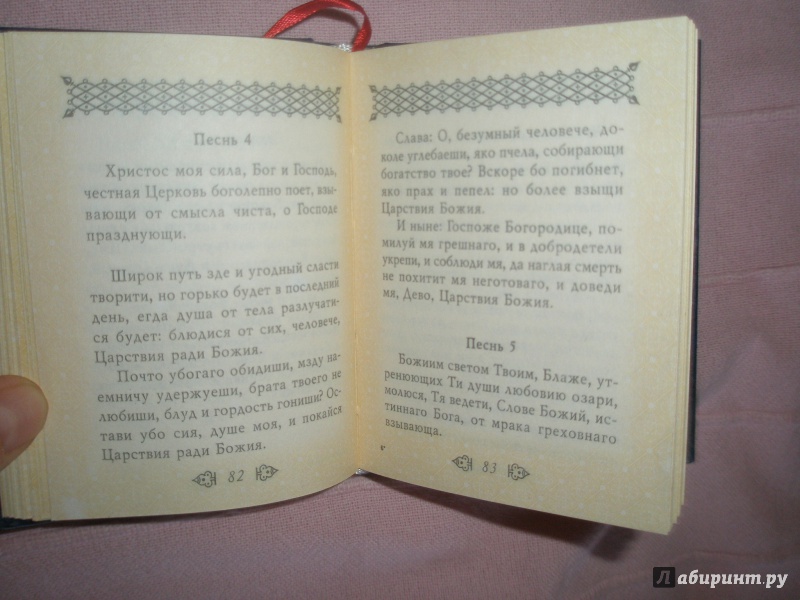 Песнь 4
Христос моя сила, Бог и Господь,
честная Церковь боголепно поет, взы-
вающи от смысла чиста, о Господе
празднующи.
Широк путь зде и угодный сласти
творити, но горько будет в последний
день, егда душа от тела разлучати-
ся будет: блюдися от сих, человече,
Царствия ради Божия.
Почто убогаго обидиши, мзду на-
емничу удержуеши, брата твоего не
любиши, блуд и гордость гониши? Ос-
тави убо сия, душе моя, и покайся
Царствия ради Божия.
82
Слава: О, безумный человече, до-
коле углебаеши, яко пчела, собирающи
богатство твое? Вскоре бо погибнет,
яко прах и пепел: но более взыщи
Царствия Божия.
И ныне: Госпоже Богородице, по-
милуй мя грешнаго, и в добродетели
укрепи, и соблюди мя, да наглая смерть
не похитит мя неготоваго, и доведи
мя, Дево, Царствия Божия.
Песнь 5
Божиим светом Твоим, Блаже, ут-
ренюющих Ти души любовию озари,
молюся, Тя ведети, Слове Божий, ис-
тиннаго Бога, от мрака греховнаго
взывающа.
83
Лабиринт.ру